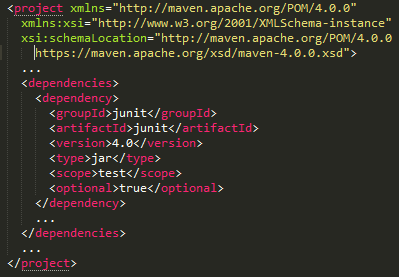 <project xmlns="http://maven.apache.org/POM/4.0.0"
xmlns:xsi="http://www.w3.org/2001/XMLSchema-instance"
xsi:schemaLocation="http://maven.apache.org/POM/4.0.0
https://maven.apache.org/xsd/maven-4.0.0.xsd">
...
<dependencies>
<dependency>
<groupId>junit</groupId>
<artifactId>junit</artifactId>
<version>4.0</version>
<type>jar</type>
<scope>test</scope>
<optional>true</optional>
</dependency>
...
</dependencies>
...
</project>